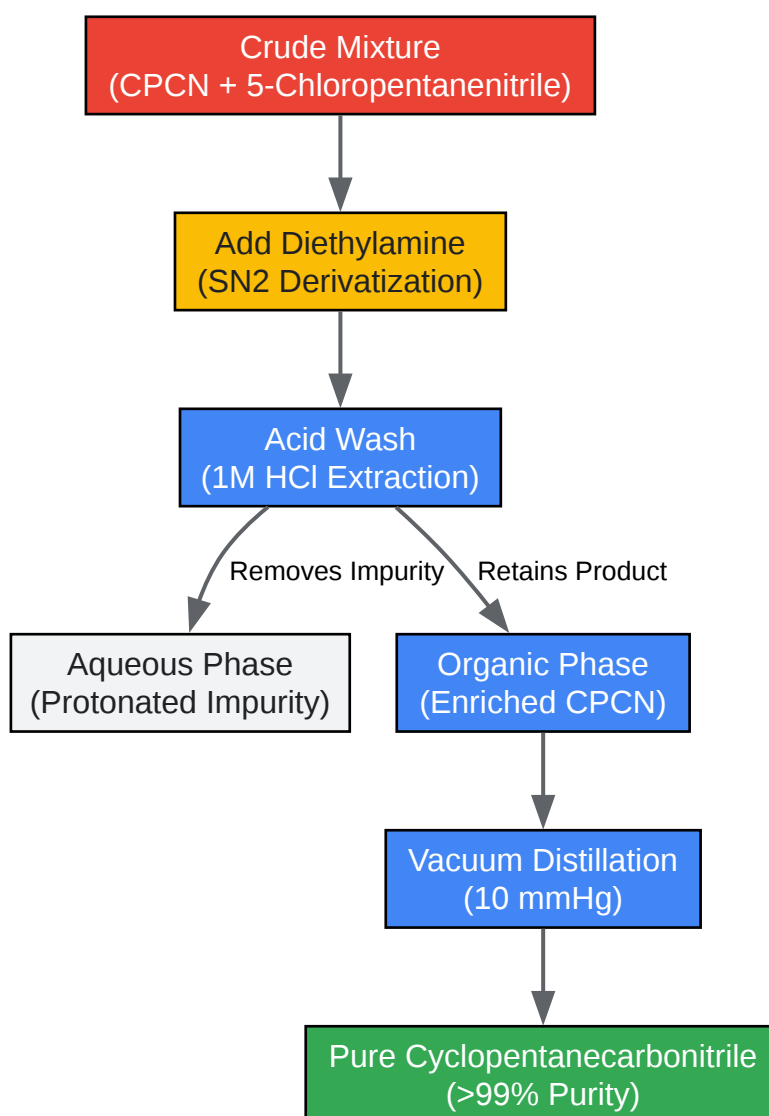 Crude Mixture
(CPCN + 5-Chloropentanenitrile)
Add Diethylamine
(SN2 Derivatization)
Acid Wash
(1M HCl Extraction)
Removes Impurity
Retains Product
Aqueous Phase
(Protonated Impurity)
Organic Phase
(Enriched CPCN)
Vacuum Distillation
(10 mmHg)
Pure Cyclopentanecarbonitrile
(>99% Purity)